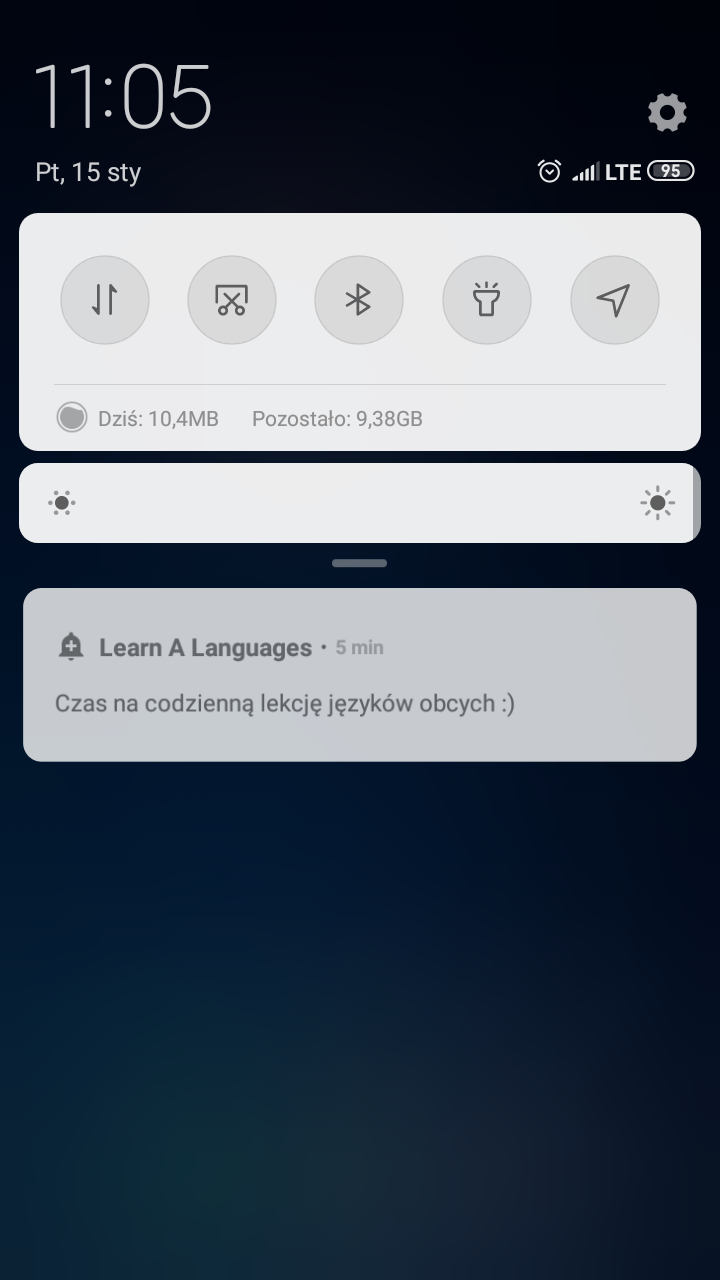 11:05
Pt, 15 sty
LTE 95
Dziś: 10,4MB Pozostało: 9,38GB
Learn A Languages • 5 min
Czas na codzienną lekcję języków obcych :)